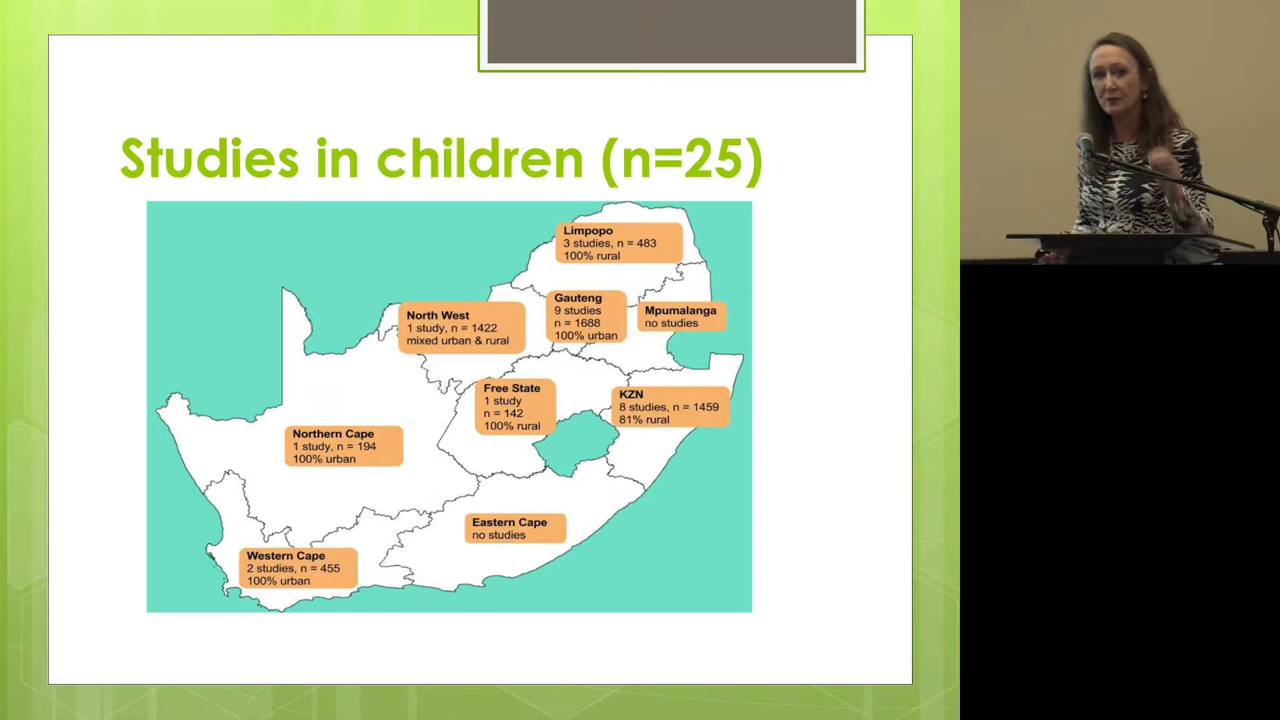 Studies in children (n=25)
Limpopo
3 studies, n = 483
100% rural
Gauteng
9 studies
n = 1688
100% urban
Mpumalanga
no studies
North West
1 study, n = 1422
mixed urban & rural
Free State
1 study
n = 142
100% rural
KZN
8 studies, n = 1459
81% rural
Northern Cape
1 study, n = 194
100% urban
Eastern Cape
no studies
Western Cape
2 studies, n = 455
100% urban